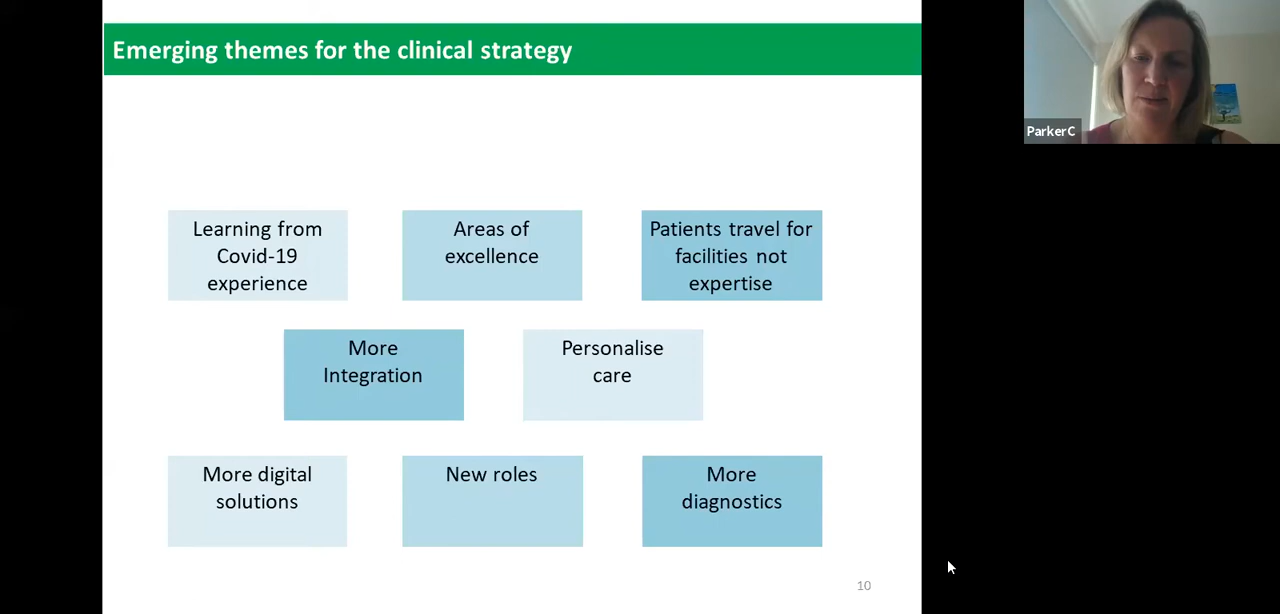 Emerging themes for the clinical strategy
ParkerC
Learning from
Covid-19
experience
Areas of
excellence
Patients travel for
facilities not
expertise
More
Integration
Personalise
care
More digital
solutions
New roles
More
diagnostics
10